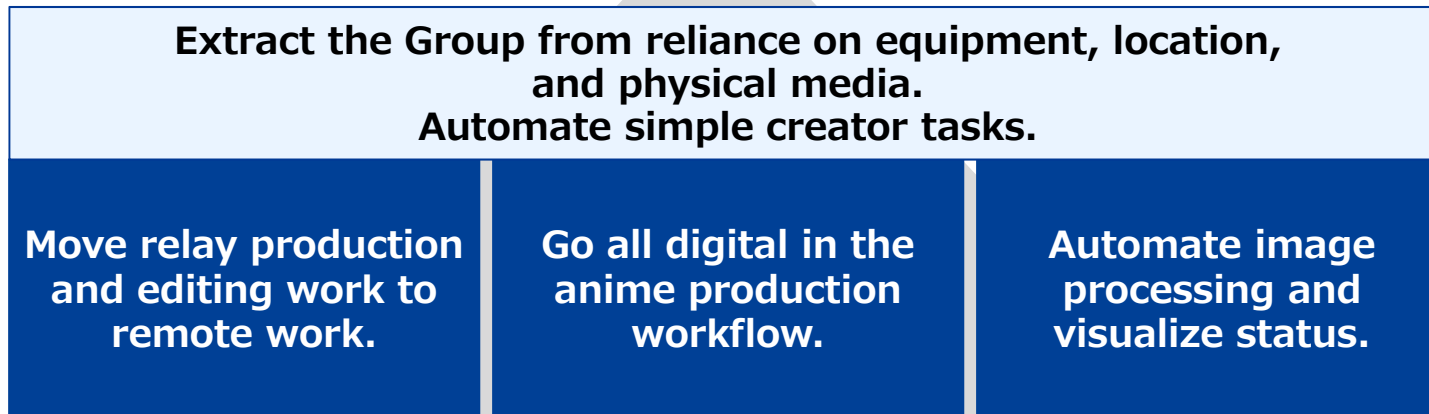 Extract the Group from reliance on equipment, location,
and physical media.
Automate simple creator tasks.
Move relay production
and editing work to
remote work.
Go all digital in the
anime production
workflow.
Automate image
processing and
visualize status.